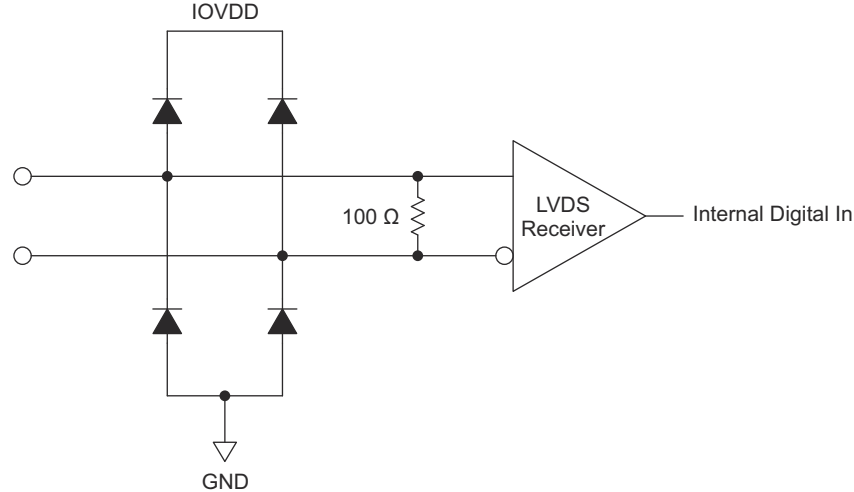 IOVDD
100 Ω
LVDS
Receiver
Internal Digital In
GND